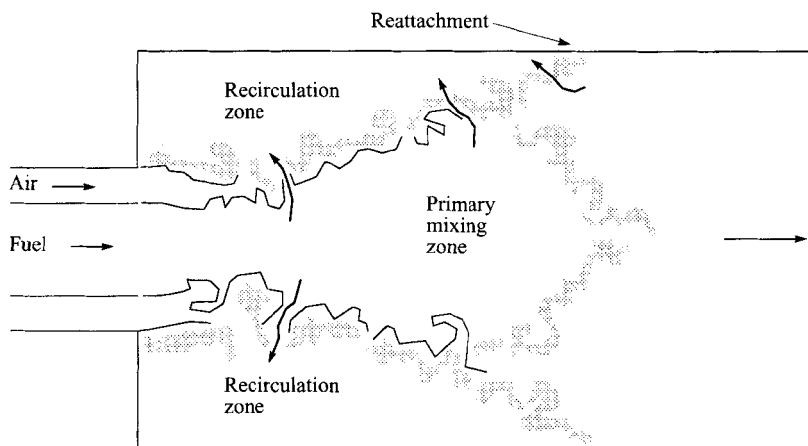 Reattachment
Recirculation
zone
Air
Fuel
Primary
mixing
zone
Recirculation
zone